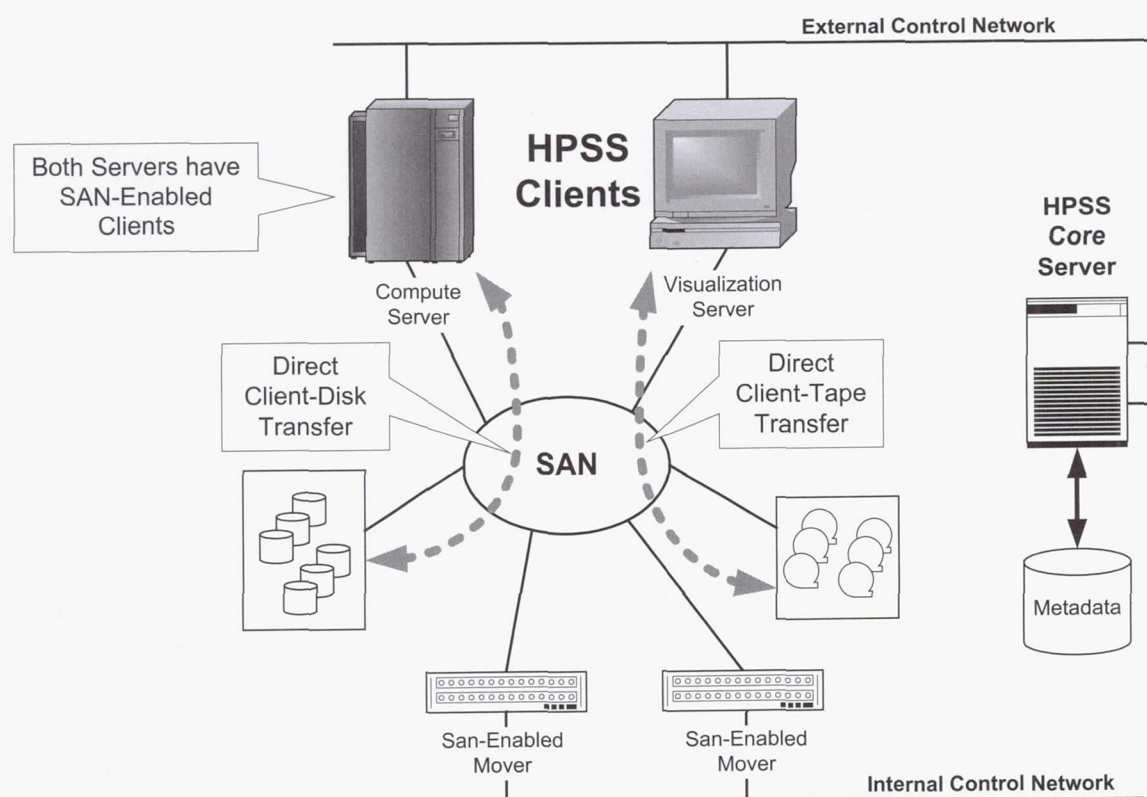 External Control Network
Both Servers have
SAN-Enabled
Clients
HPSS
Clients
HPSS
Core
Server
Compute
Server
Visualization
Server
Direct
Client-Disk
Transfer
Direct
Client-Tape
Transfer
SAN
Metadata
San-Enabled
Mover
San-Enabled
Mover
Internal Control Network